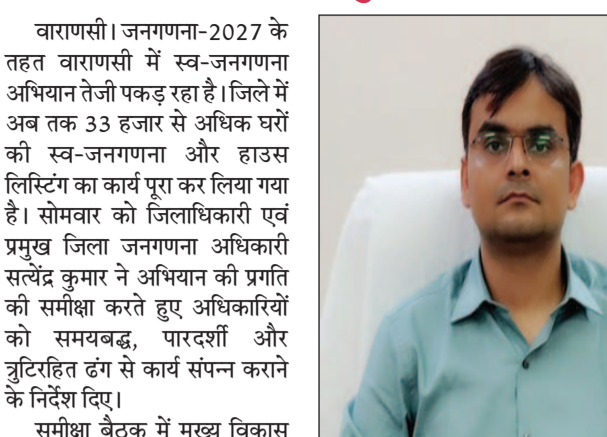 वाराणसी। जनगणना-2027 के
तहत वाराणसी में स्व-जनगणना
अभियान तेजी पकड़ रहा है। जिले में
अब तक 33 हजार से अधिक घरों
की स्व-जनगणना और हाउस
लिस्टिंग का कार्य पूरा कर लिया गया
है। सोमवार को जिलाधिकारी एवं
प्रमुख जिला जनगणना अधिकारी
सत्येंद्र कुमार ने अभियान की प्रगति
की समीक्षा करते हुए अधिकारियों
को समयबद्ध, पारदर्शी और
त्रुटिरहित ढंग से कार्य संपन्न कराने
के निर्देश दिए।
समीक्षा बैठक में मुख्य विकास